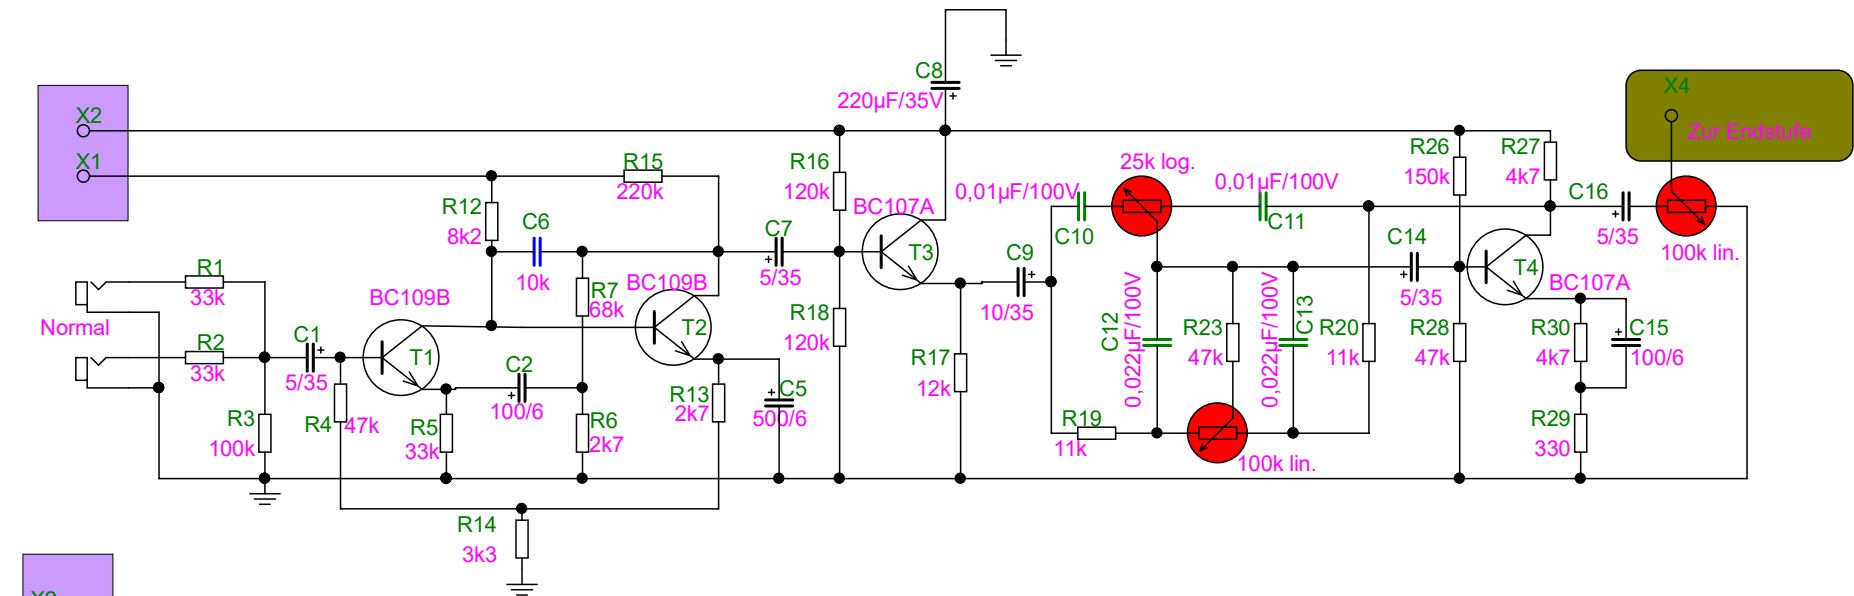 C8
220µF/35V
X2
X1
X4
Zur Endstufe
R15
220k
R16
120k
25k log.
0,01µF/100V
C10
0,01µF/100V
C11
R26
150k
R27
4k7
C16
5/35
100k lin.
R12
8k2
C6
10k
C7
5/35
BC107A
T3
C9
10/35
C14
5/35
T4
BC107A
R1
33k
Normal
R2
33k
C1
5/35
BC109B
T1
R7
68k
BC109B
T2
R18
120k
R17
12k
C12
0,022µF/100V
R23
47k
0,022µF/100V
C13
R20
11k
R28
47k
R30
4k7
C15
100/6
R3
100k
R4
47k
R5
33k
C2
100/6
R6
2k7
R13
2k7
C5
500/6
R19
11k
100k lin.
R29
330
R14
3k3